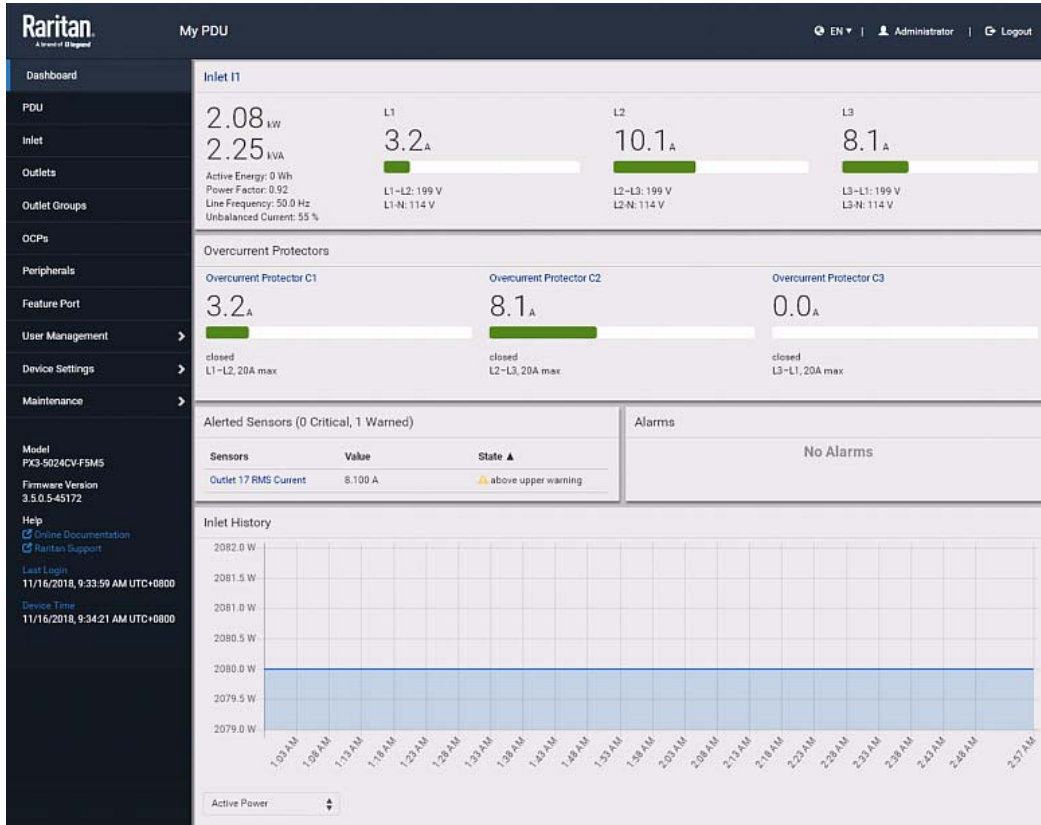 Raritan.
A brand of legrand
My PDU
EN
Administrator
Logout
Dashboard
PDU
Inlet
Outlets
Outlet Groups
OCPs
Peripherals
Feature Port
User Management
Device Settings
Maintenance
Model
PX3-5024CV-F5M5
Firmware Version
3.5.0.5-45172
Help
Online Documentation
Raritan Support
Last Login
11/16/2018, 9:33:59 AM UTC+0800
Device Time
11/16/2018, 9:34:21 AM UTC+0800
Inlet I1
2.08 kW
2.25 kVA
Active Energy: 0 Wh
Power Factor: 0.92
Line Frequency: 50.0 Hz
Unbalanced Current: 55 %
L1
3.2 A
L1-L2: 199 V
L1-N: 114 V
L2
10.1 A
L2-L3: 199 V
L2-N: 114 V
L3
8.1 A
L3-L1: 199 V
L3-N: 114 V
Overcurrent Protectors
Overcurrent Protector C1
3.2 A
closed
L1-L2, 20A max
Overcurrent Protector C2
8.1 A
closed
L2-L3, 20A max
Overcurrent Protector C3
0.0 A
closed
L3-L1, 20A max
Alerted Sensors (0 Critical, 1 Warned)
Sensors Value State ▲
Outlet 17 RMS Current 8.100 A above upper warning
Alarms
No Alarms
Inlet History
2082.0 W
2081.5 W
2081.0 W
2080.5 W
2080.0 W
2079.5 W
2079.0 W
1:03 AM
1:08 AM
1:13 AM
1:18 AM
1:23 AM
1:28 AM
1:33 AM
1:38 AM
1:43 AM
1:48 AM
1:53 AM
1:58 AM
2:03 AM
2:08 AM
2:13 AM
2:18 AM
2:23 AM
2:28 AM
2:33 AM
2:38 AM
2:43 AM
2:48 AM
2:57 AM
Active Power